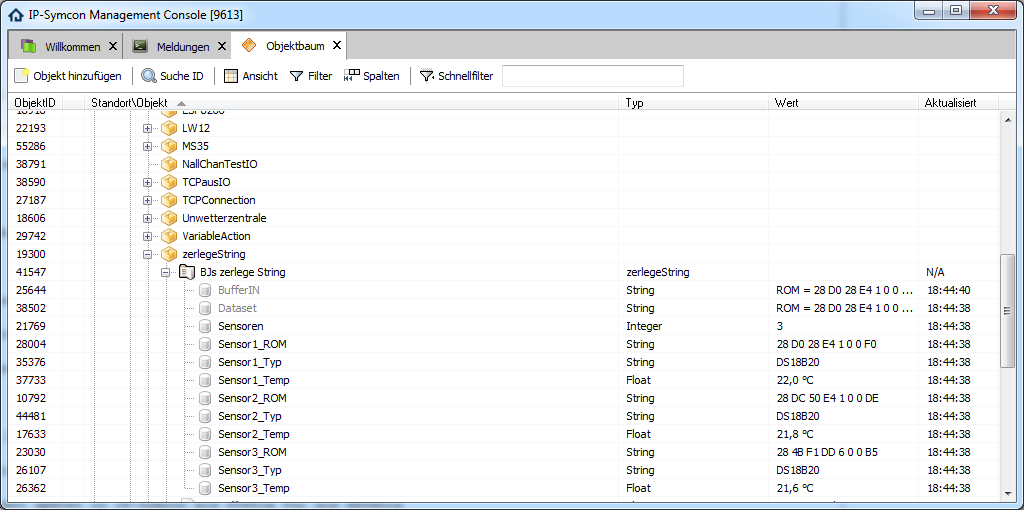 IP-Symcon Management Console [9613]
Willkommen Meldungen Objektbaum
Objekt hinzufügen Suche ID Ansicht Filter Spalten Schnellfilter
ObjektID Standort\Objekt Typ Wert Aktualisiert
22193 LW12
55286 MS35
38791 NallChanTestIO
38590 TCPausIO
27187 TCPConnection
18606 Unwetterzentrale
29742 VariableAction
19300 zerlegeString
41547 BJs zerlege String zerlegeString N/A
25644 BufferIN String ROM = 28 D0 28 E4 1 0 0 ... 18:44:40
38502 Dataset String ROM = 28 D0 28 E4 1 0 0 ... 18:44:38
21769 Sensoren Integer 3 18:44:38
28004 Sensor1_ROM String 28 D0 28 E4 1 0 0 F0 18:44:38
35376 Sensor1_Typ String DS18B20 18:44:38
37733 Sensor1_Temp Float 22,0 °C 18:44:38
10792 Sensor2_ROM String 28 DC 50 E4 1 0 0 DE 18:44:38
44481 Sensor2_Typ String DS18B20 18:44:38
17633 Sensor2_Temp Float 21,8 °C 18:44:38
23030 Sensor3_ROM String 28 4B F1 DD 6 0 0 B5 18:44:38
26107 Sensor3_Typ String DS18B20 18:44:38
26362 Sensor3_Temp Float 21,6 °C 18:44:38